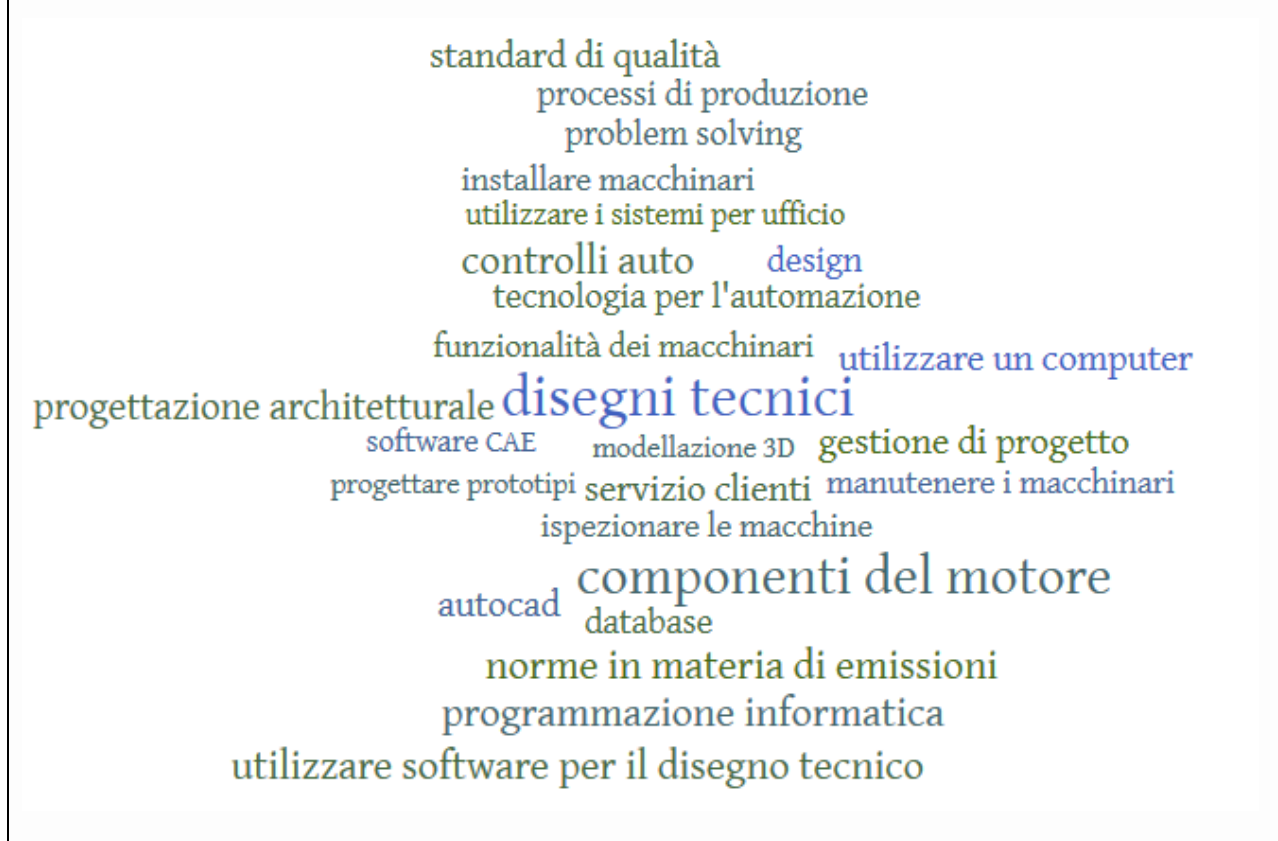 standard di qualità
processi di produzione
problem solving
installare macchinari
utilizzare i sistemi per ufficio
controlli auto design
tecnologia per l'automazione
funzionalità dei macchinari utilizzare un computer
progettazione architetturale disegni tecnici
software CAE modellazione 3D gestione di progetto
progettare prototipi servizio clienti manutenere i macchinari
ispezionare le macchine
componenti del motore
autocad database
norme in materia di emissioni
programmazione informatica
utilizzare software per il disegno tecnico